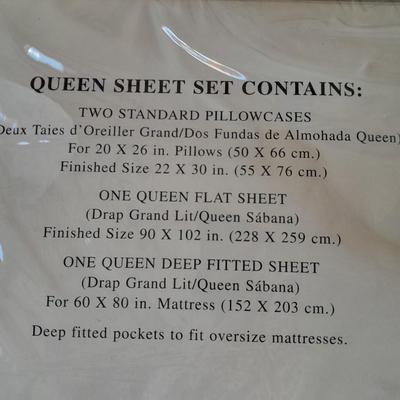 QUEEN SHEET SET CONTAINS:
TWO STANDARD PILLOWCASES
Deux Taies d'Oreiller Grand/Dos Fundas de Almohada Queen)
For 20 X 26 in. Pillows (50 X 66 cm.)
Finished Size 22 X 30 in. (55 X 76 cm.)
ONE QUEEN FLAT SHEET
(Drap Grand Lit/Queen Sábana)
Finished Size 90 X 102 in. (228 X 259 cm.)
ONE QUEEN DEEP FITTED SHEET
(Drap Grand Lit/Queen Sábana)
For 60 X 80 in. Mattress (152 X 203 cm.)
Deep fitted pockets to fit oversize mattresses.